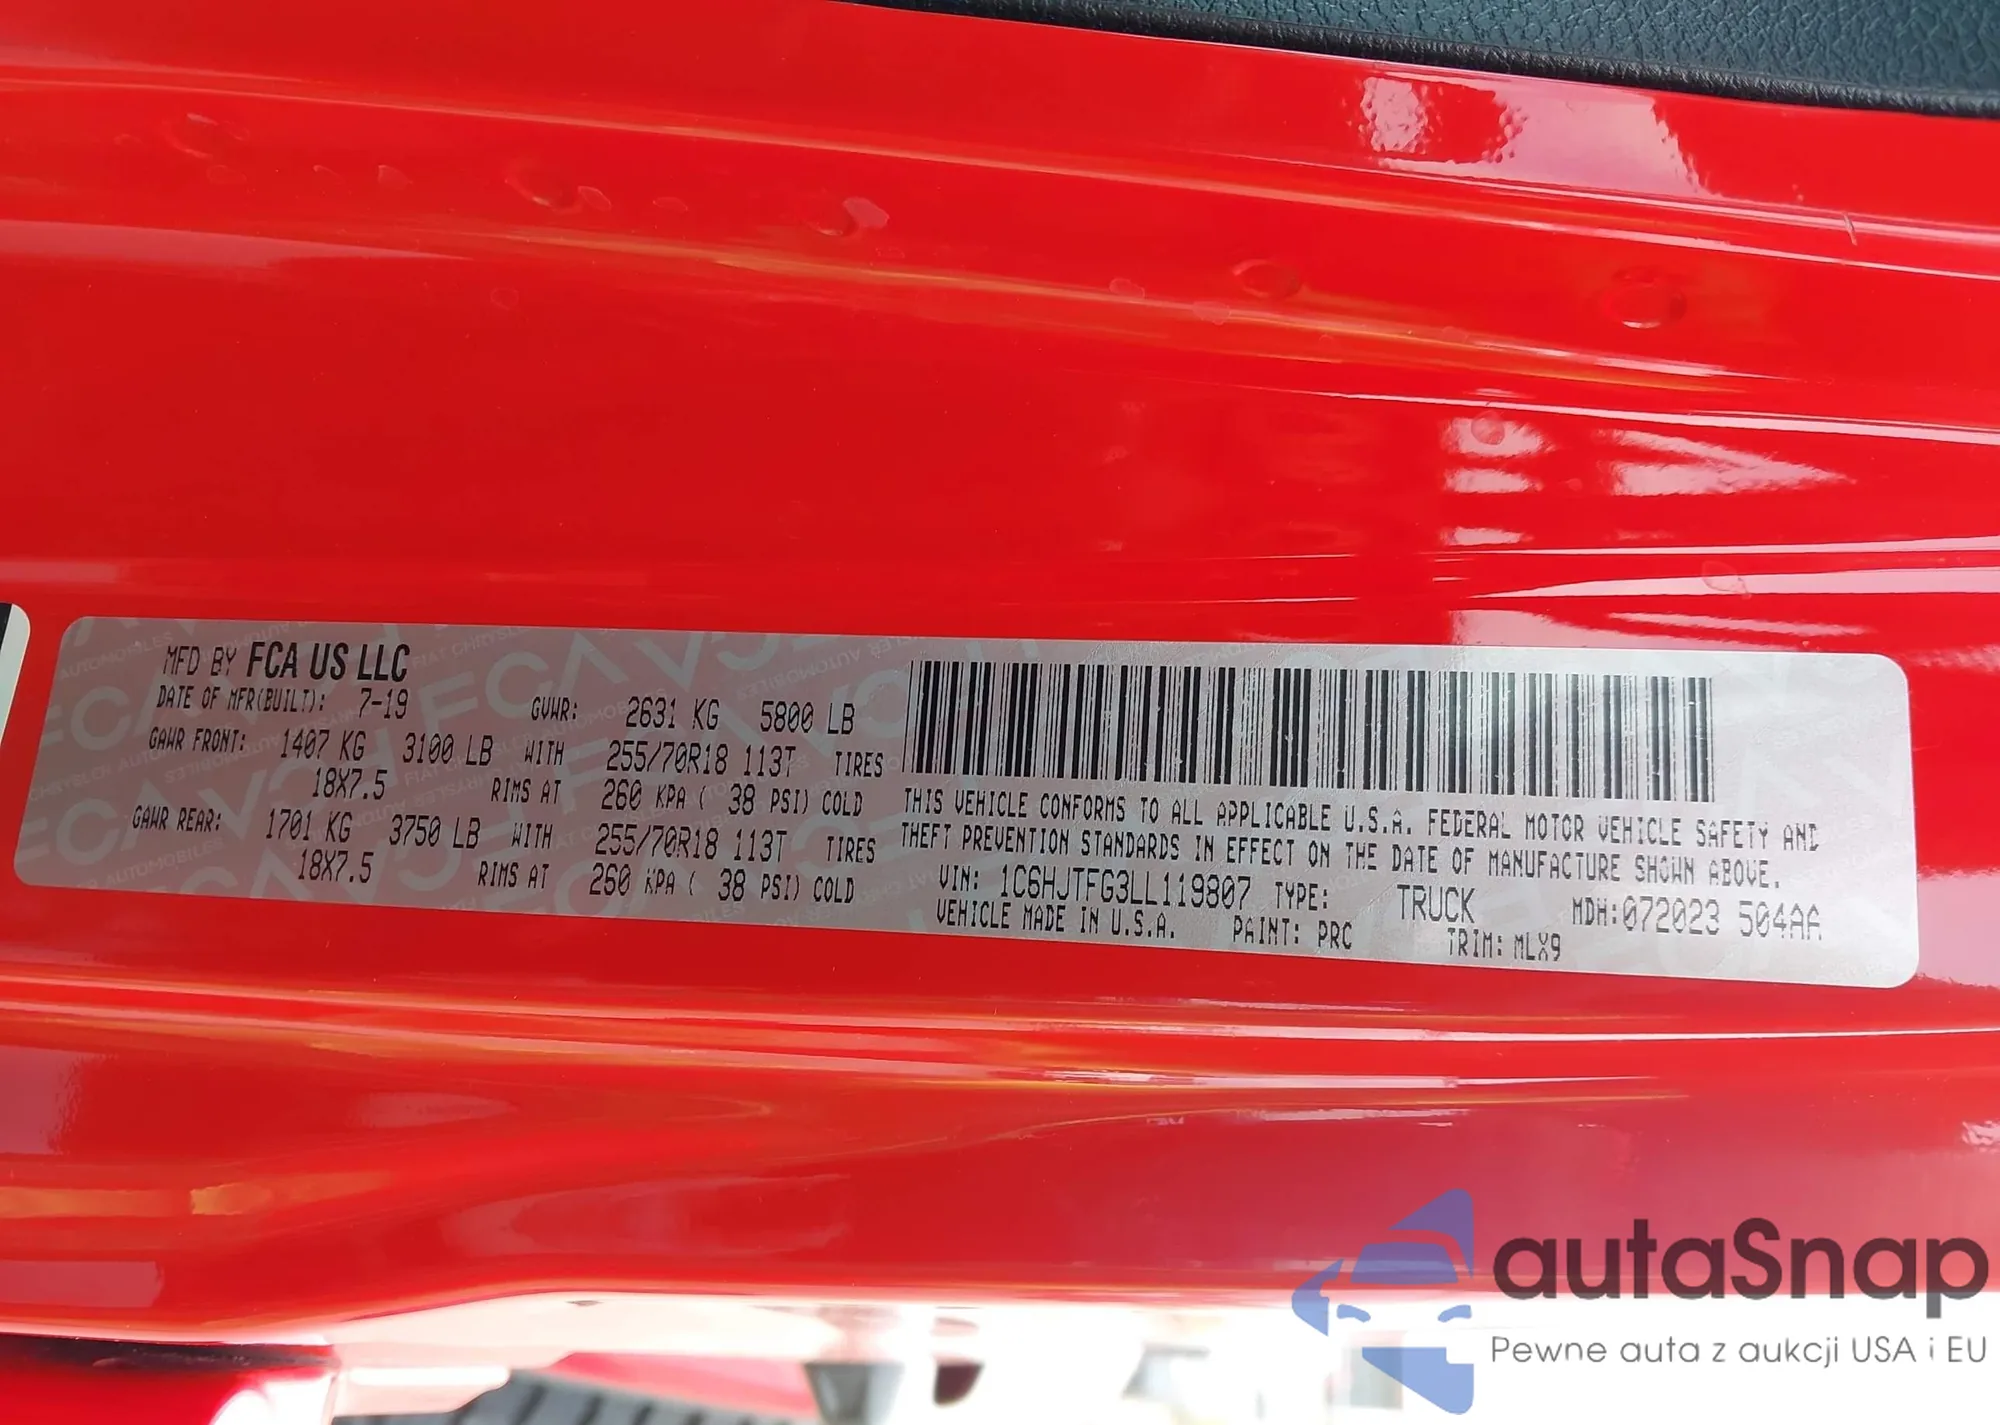 MFD BY FCA US LLC
DATE OF MFR(BUILT): 7-19 GVWR: 2631 KG 5800 LB
GAWR FRONT: 1407 KG 3100 LB WITH 255/70R18 113T TIRES
18X7.5 RIMS AT 260 KPA ( 38 PSI) COLD
GAWR REAR: 1701 KG 3750 LB WITH 255/70R18 113T TIRES
18X7.5 RIMS AT 260 KPA ( 38 PSI) COLD
THIS VEHICLE CONFORMS TO ALL APPLICABLE U.S.A. FEDERAL MOTOR VEHICLE SAFETY AND
THEFT PREVENTION STANDARDS IN EFFECT ON THE DATE OF MANUFACTURE SHOWN ABOVE.
VIN: 1C6HJTFG3LL119807 TYPE: TRUCK MDH:072023 504AA
VEHICLE MADE IN U.S.A. PAINT: PRC TRIM: MLX9
autaSnap
Pewne auta z aukcji USA i EU